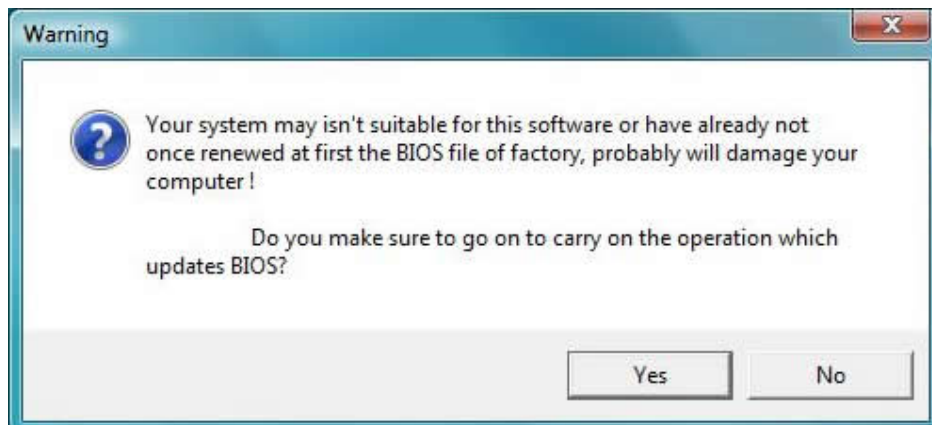 Warning
Your system may isn't suitable for this software or have already not
once renewed at first the BIOS file of factory, probably will damage your
computer !
Do you make sure to go on to carry on the operation which
updates BIOS?
Yes
No